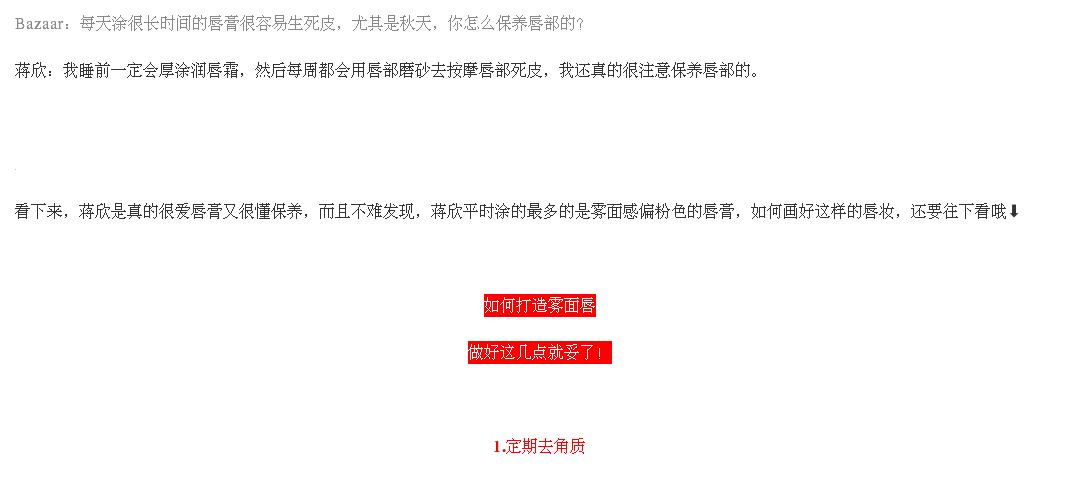 Bazaar：每天涂很长时间的唇膏很容易生死皮，尤其是秋天，你怎么保养唇部的？
蒋欣：我睡前一定会厚涂润唇霜，然后每周都会用唇部磨砂去按摩唇部死皮，我还真的很注意保养唇部的。
看下来，蒋欣是真的很爱唇膏又很懂保养，而且不难发现，蒋欣平时涂的最多的是雾面感偏粉色的唇膏，如何画好这样的唇妆，还要往下看哦⬇
如何打造雾面唇
做好这几点就妥了！
1.定期去角质